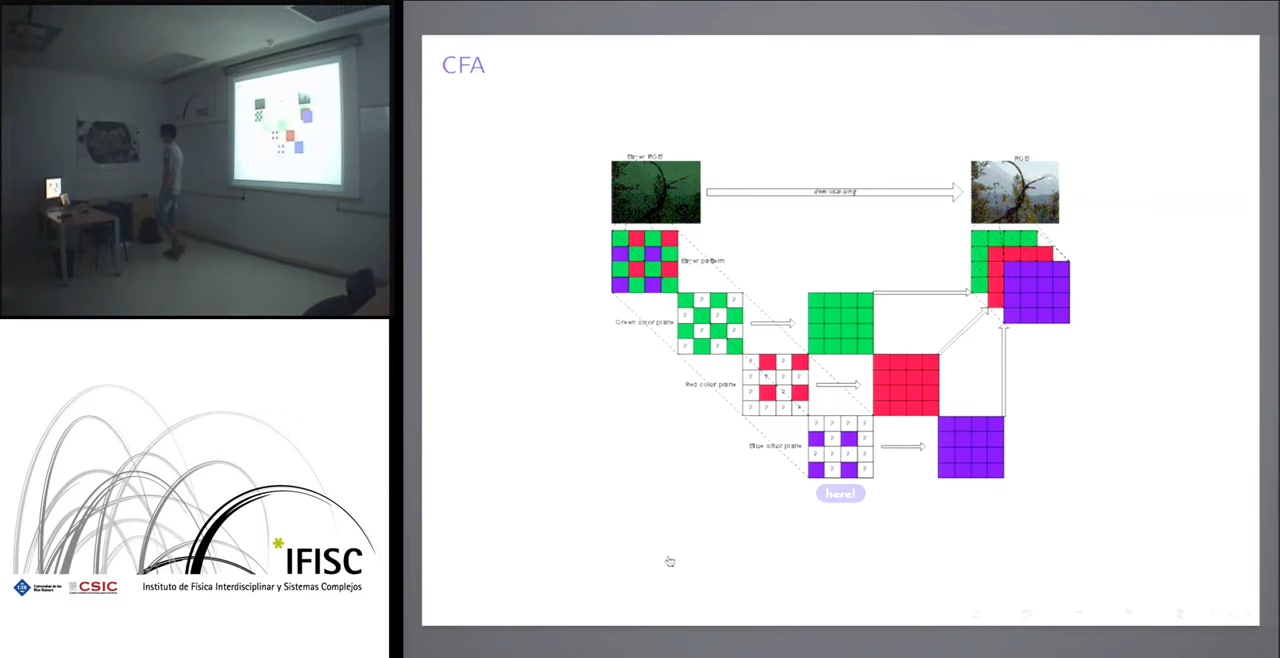 CFA
Bayer RGB
RGB
demosaicing
Bayer pattern
Green color plane
? ?
? ?
? ?
? ?
Red color plane
? ?
? ? ? ?
? ?
? ? ? ?
Blue color plane
? ? ? ?
? ?
? ? ? ?
? ?
here!
IFISC
CSIC
Instituto de Física Interdisciplinar y Sistemas Complejos